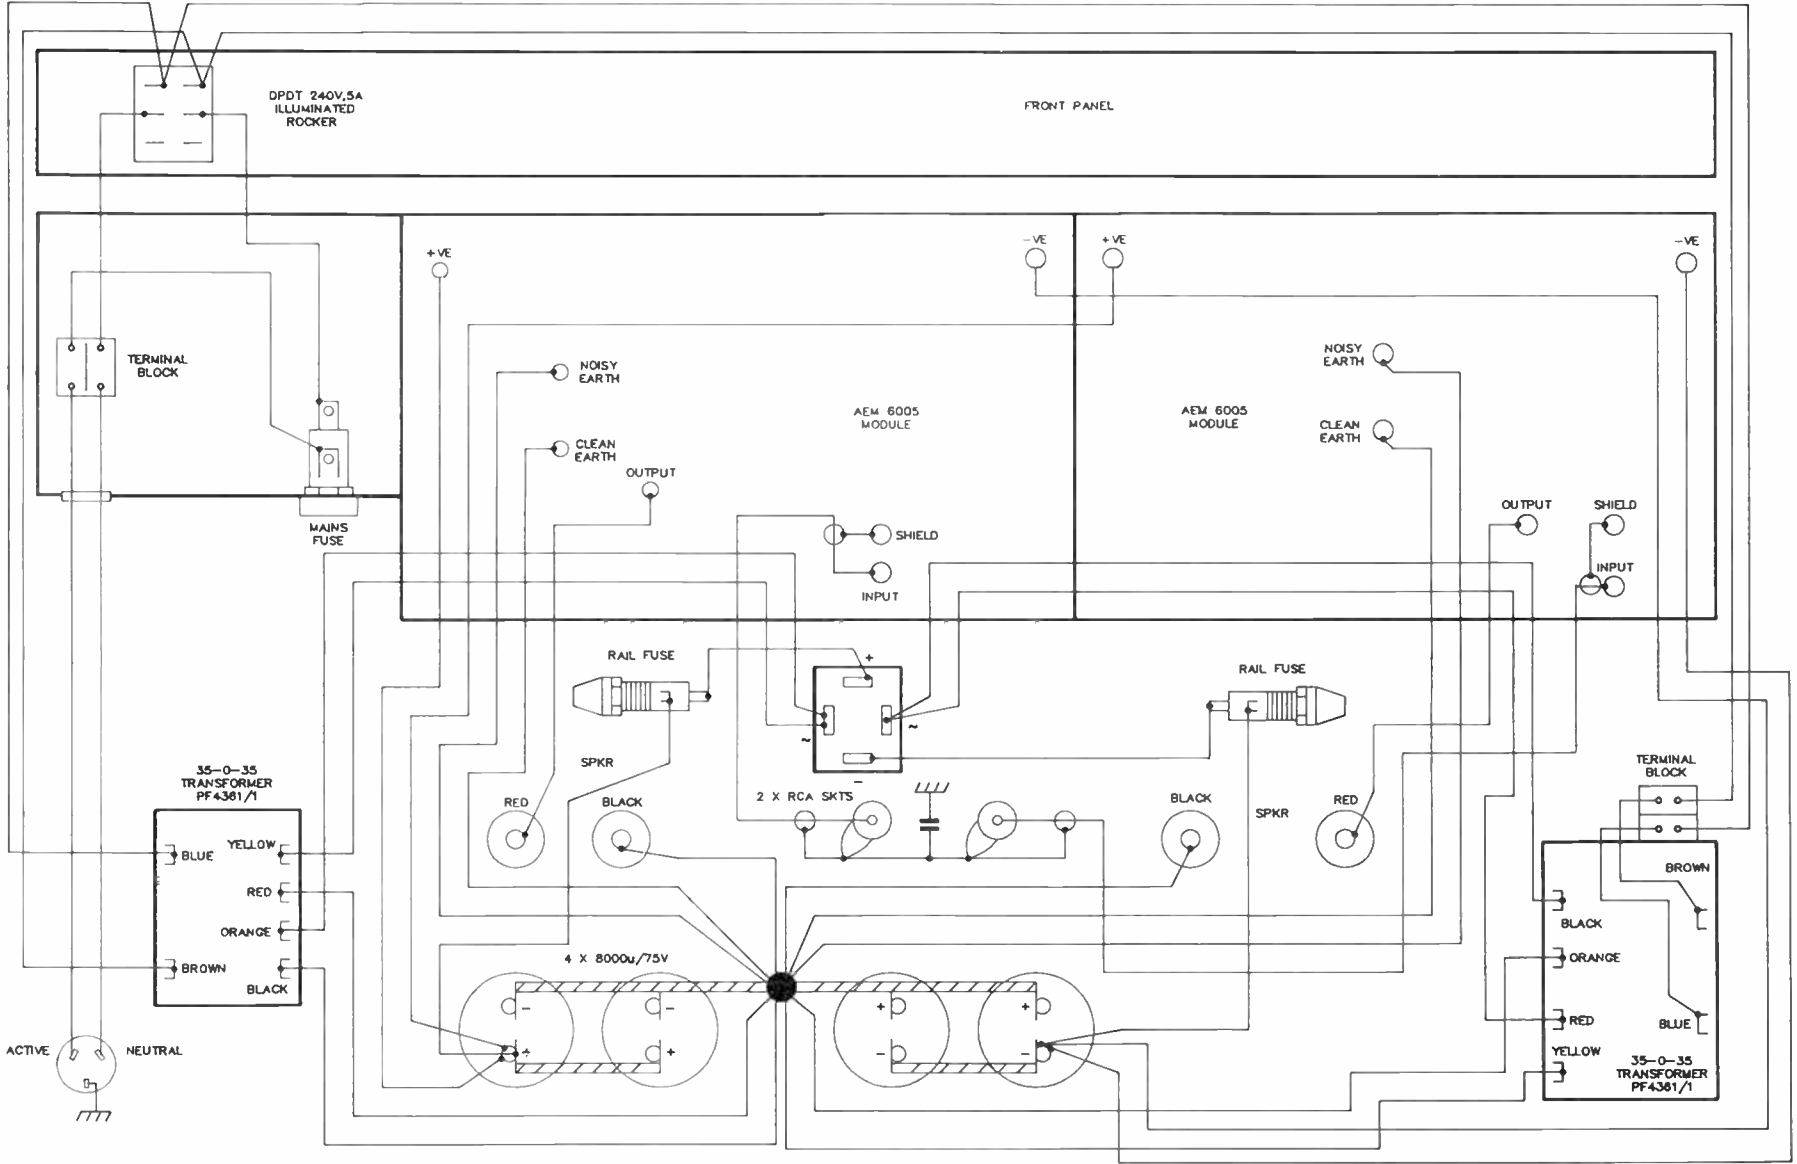 DPDT 240V,5A
ILLUMINATED
ROCKER
FRONT PANEL
+VE
-VE
+VE
-VE
TERMINAL
BLOCK
NOISY
EARTH
CLEAN
EARTH
OUTPUT
AEM 6005
MODULE
AEM 6005
MODULE
NOISY
EARTH
CLEAN
EARTH
MAINS
FUSE
SHIELD
INPUT
OUTPUT
SHIELD
INPUT
RAIL FUSE
+
~
~
-
RAIL FUSE
SPKR
RED
BLACK
2 X RCA SKTS
BLACK
SPKR
RED
TERMINAL
BLOCK
35-0-35
TRANSFORMER
PF4361/1
BLUE
YELLOW
RED
ORANGE
BROWN
BLACK
4 X 8000u/75V
-
-
+
+
+
+
-
-
BROWN
BLACK
ORANGE
RED
BLUE
YELLOW
35-0-35
TRANSFORMER
PF4361/1
ACTIVE
NEUTRAL